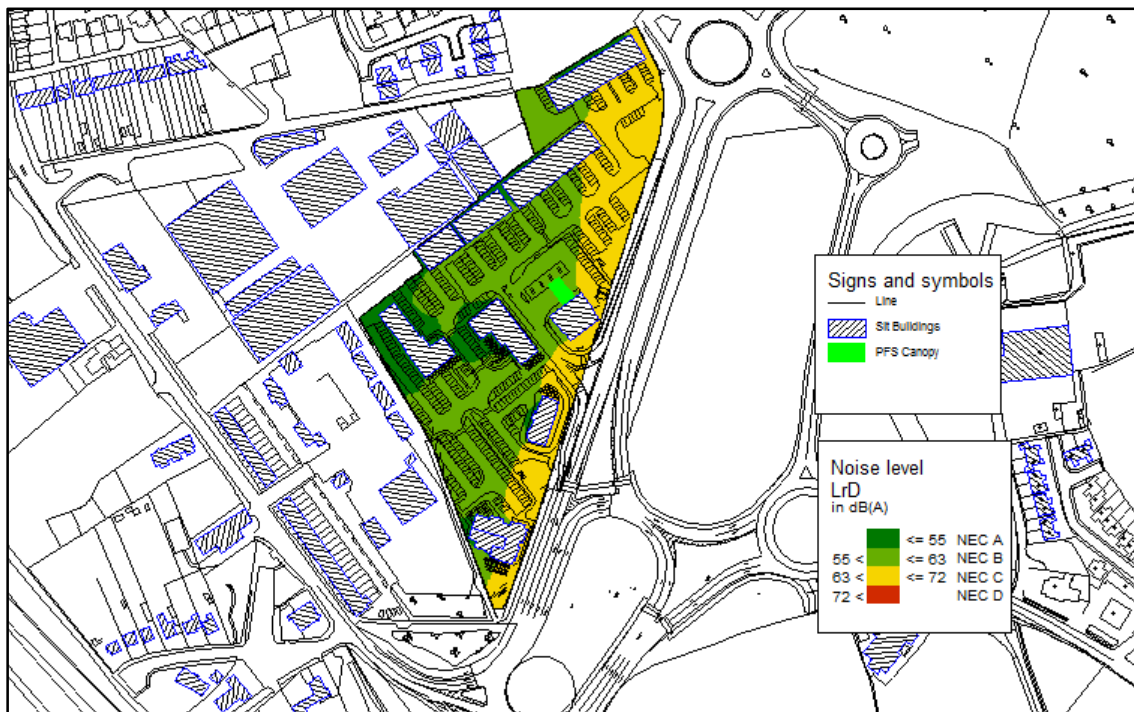 Signs and symbols
Line
Slt Buildings
PFS Canopy
Noise level
LrD
in dB(A)
<= 55 NEC A
55 < <= 63 NEC B
63 < <= 72 NEC C
72 < NEC D